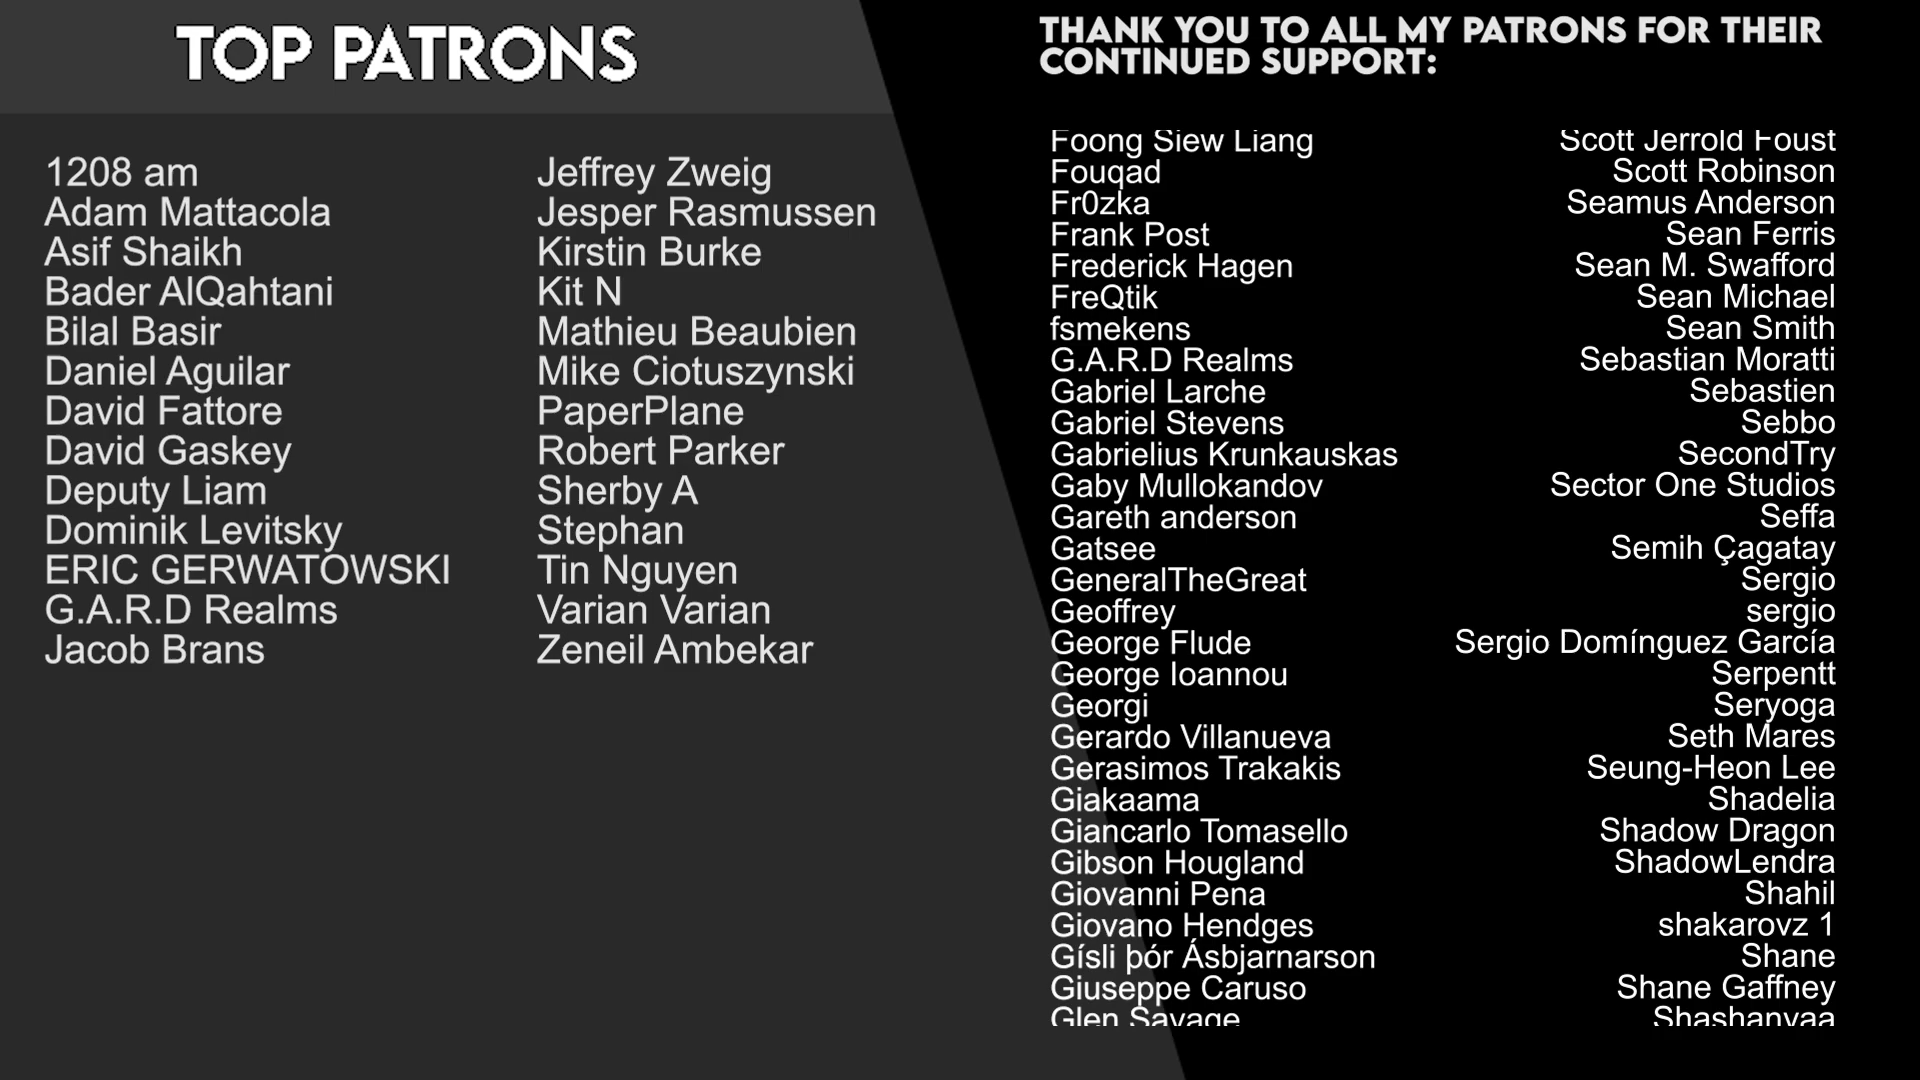 TOP PATRONS
1208 am
Adam Mattacola
Asif Shaikh
Bader AlQahtani
Bilal Basir
Daniel Aguilar
David Fattore
David Gaskey
Deputy Liam
Dominik Levitsky
ERIC GERWATOWSKI
G.A.R.D Realms
Jacob Brans
Jeffrey Zweig
Jesper Rasmussen
Kirstin Burke
Kit N
Mathieu Beaubien
Mike Ciotuszynski
PaperPlane
Robert Parker
Sherby A
Stephan
Tin Nguyen
Varian Varian
Zeneil Ambekar
THANK YOU TO ALL MY PATRONS FOR THEIR
CONTINUED SUPPORT:
Foong Siew Liang
Fouqad
Fr0zka
Frank Post
Frederick Hagen
FreQtik
fsmekens
G.A.R.D Realms
Gabriel Larche
Gabriel Stevens
Gabrielius Krunkauskas
Gaby Mullokandov
Gareth anderson
Gatsee
GeneralTheGreat
Geoffrey
George Flude
George Ioannou
Georgi
Gerardo Villanueva
Gerasimos Trakakis
Giakaama
Giancarlo Tomasello
Gibson Hougland
Giovanni Pena
Giovano Hendges
Gísli þór Ásbjarnarson
Giuseppe Caruso
Glen Savage
Scott Jerrold Foust
Scott Robinson
Seamus Anderson
Sean Ferris
Sean M. Swafford
Sean Michael
Sean Smith
Sebastian Moratti
Sebastien
Sebbo
SecondTry
Sector One Studios
Seffa
Semih Çagatay
Sergio
sergio
Sergio Domínguez García
Serpentt
Seryoga
Seth Mares
Seung-Heon Lee
Shadelia
Shadow Dragon
ShadowLendra
Shahil
shakarovz 1
Shane
Shane Gaffney
Shashanyaa